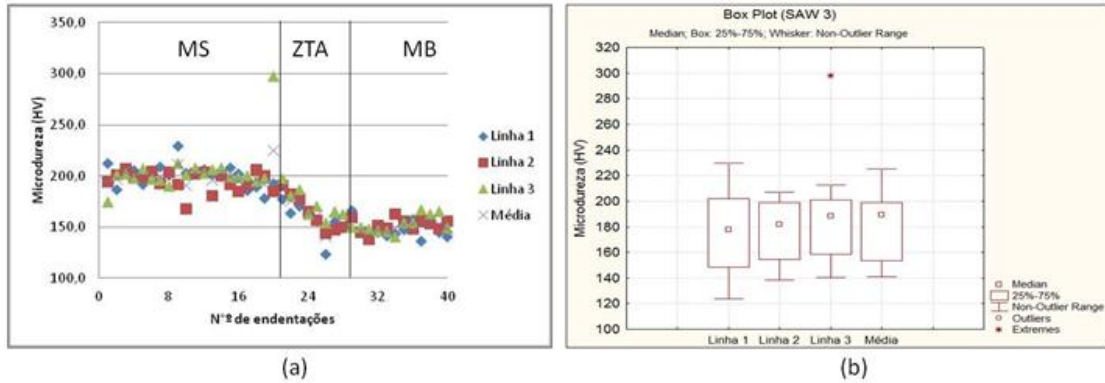 MS ZTA MB
350,0
300,0
250,0
200,0
150,0
100,0
Microdureza (HV)
0 8 16 24 32 40
N°º de endentações
Linha 1
Linha 2
Linha 3
Média
(a)
Box Plot (SAW 3)
Median; Box: 25%-75%; Whisker: Non-Outlier Range
320
300
280
260
240
220
200
180
160
140
120
100
Microdureza (HV)
Linha 1 Linha 2 Linha 3 Média
Median
25%-75%
Non-Outlier Range
Outliers
Extremes
(b)